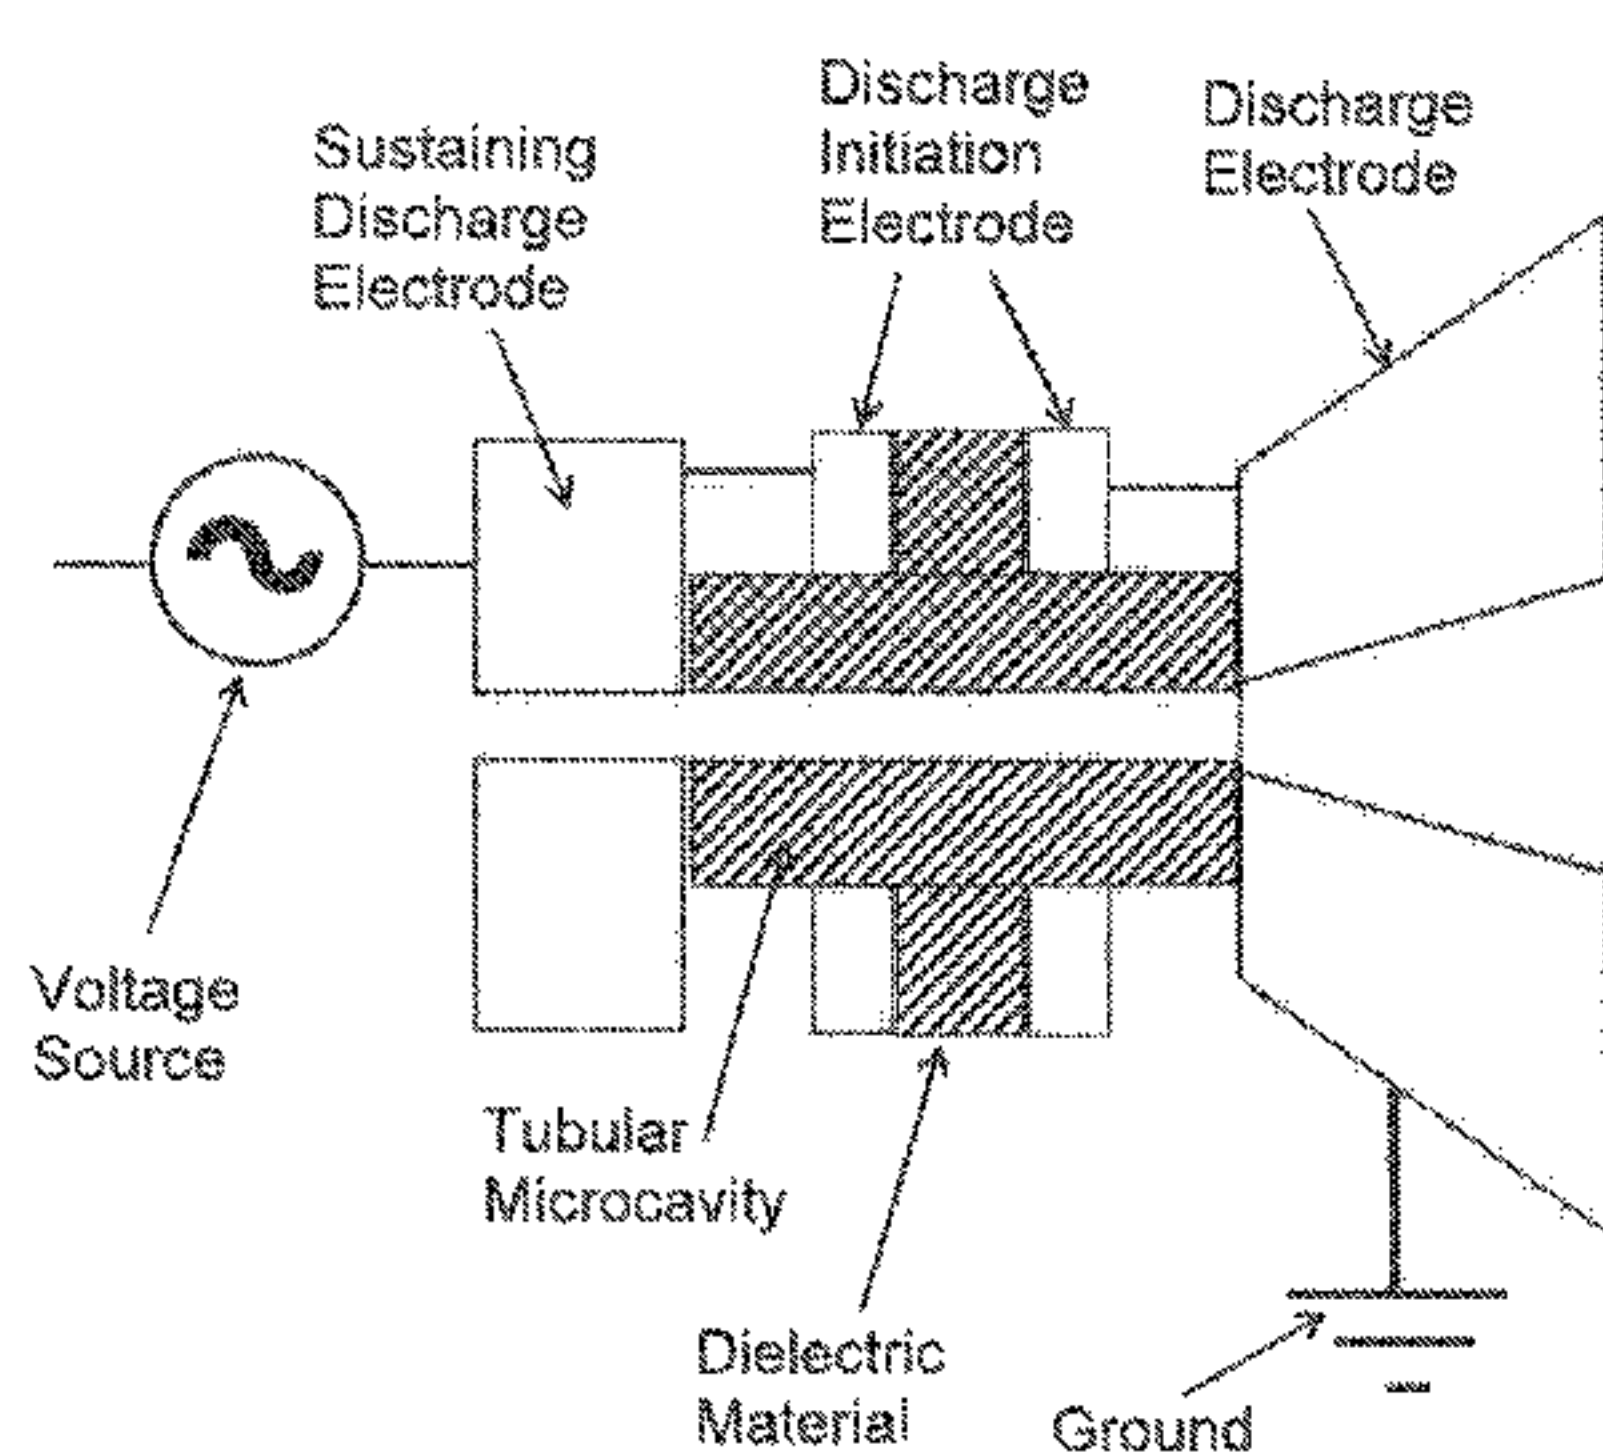 Sustaining
Discharge
Electrode
Discharge
Initiation
Electrode
Discharge
Electrode
Voltage
Source
Tubular
Microcavity
Dielectric
Material
Ground